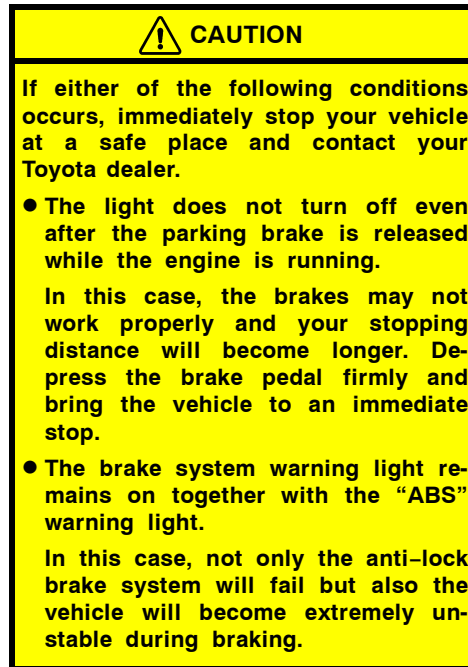 CAUTION
If either of the following conditions
occurs, immediately stop your vehicle
at a safe place and contact your
Toyota dealer.
● The light does not turn off even
after the parking brake is released
while the engine is running.
In this case, the brakes may not
work properly and your stopping
distance will become longer. De-
press the brake pedal firmly and
bring the vehicle to an immediate
stop.
● The brake system warning light re-
mains on together with the “ABS”
warning light.
In this case, not only the anti–lock
brake system will fail but also the
vehicle will become extremely un-
stable during braking.